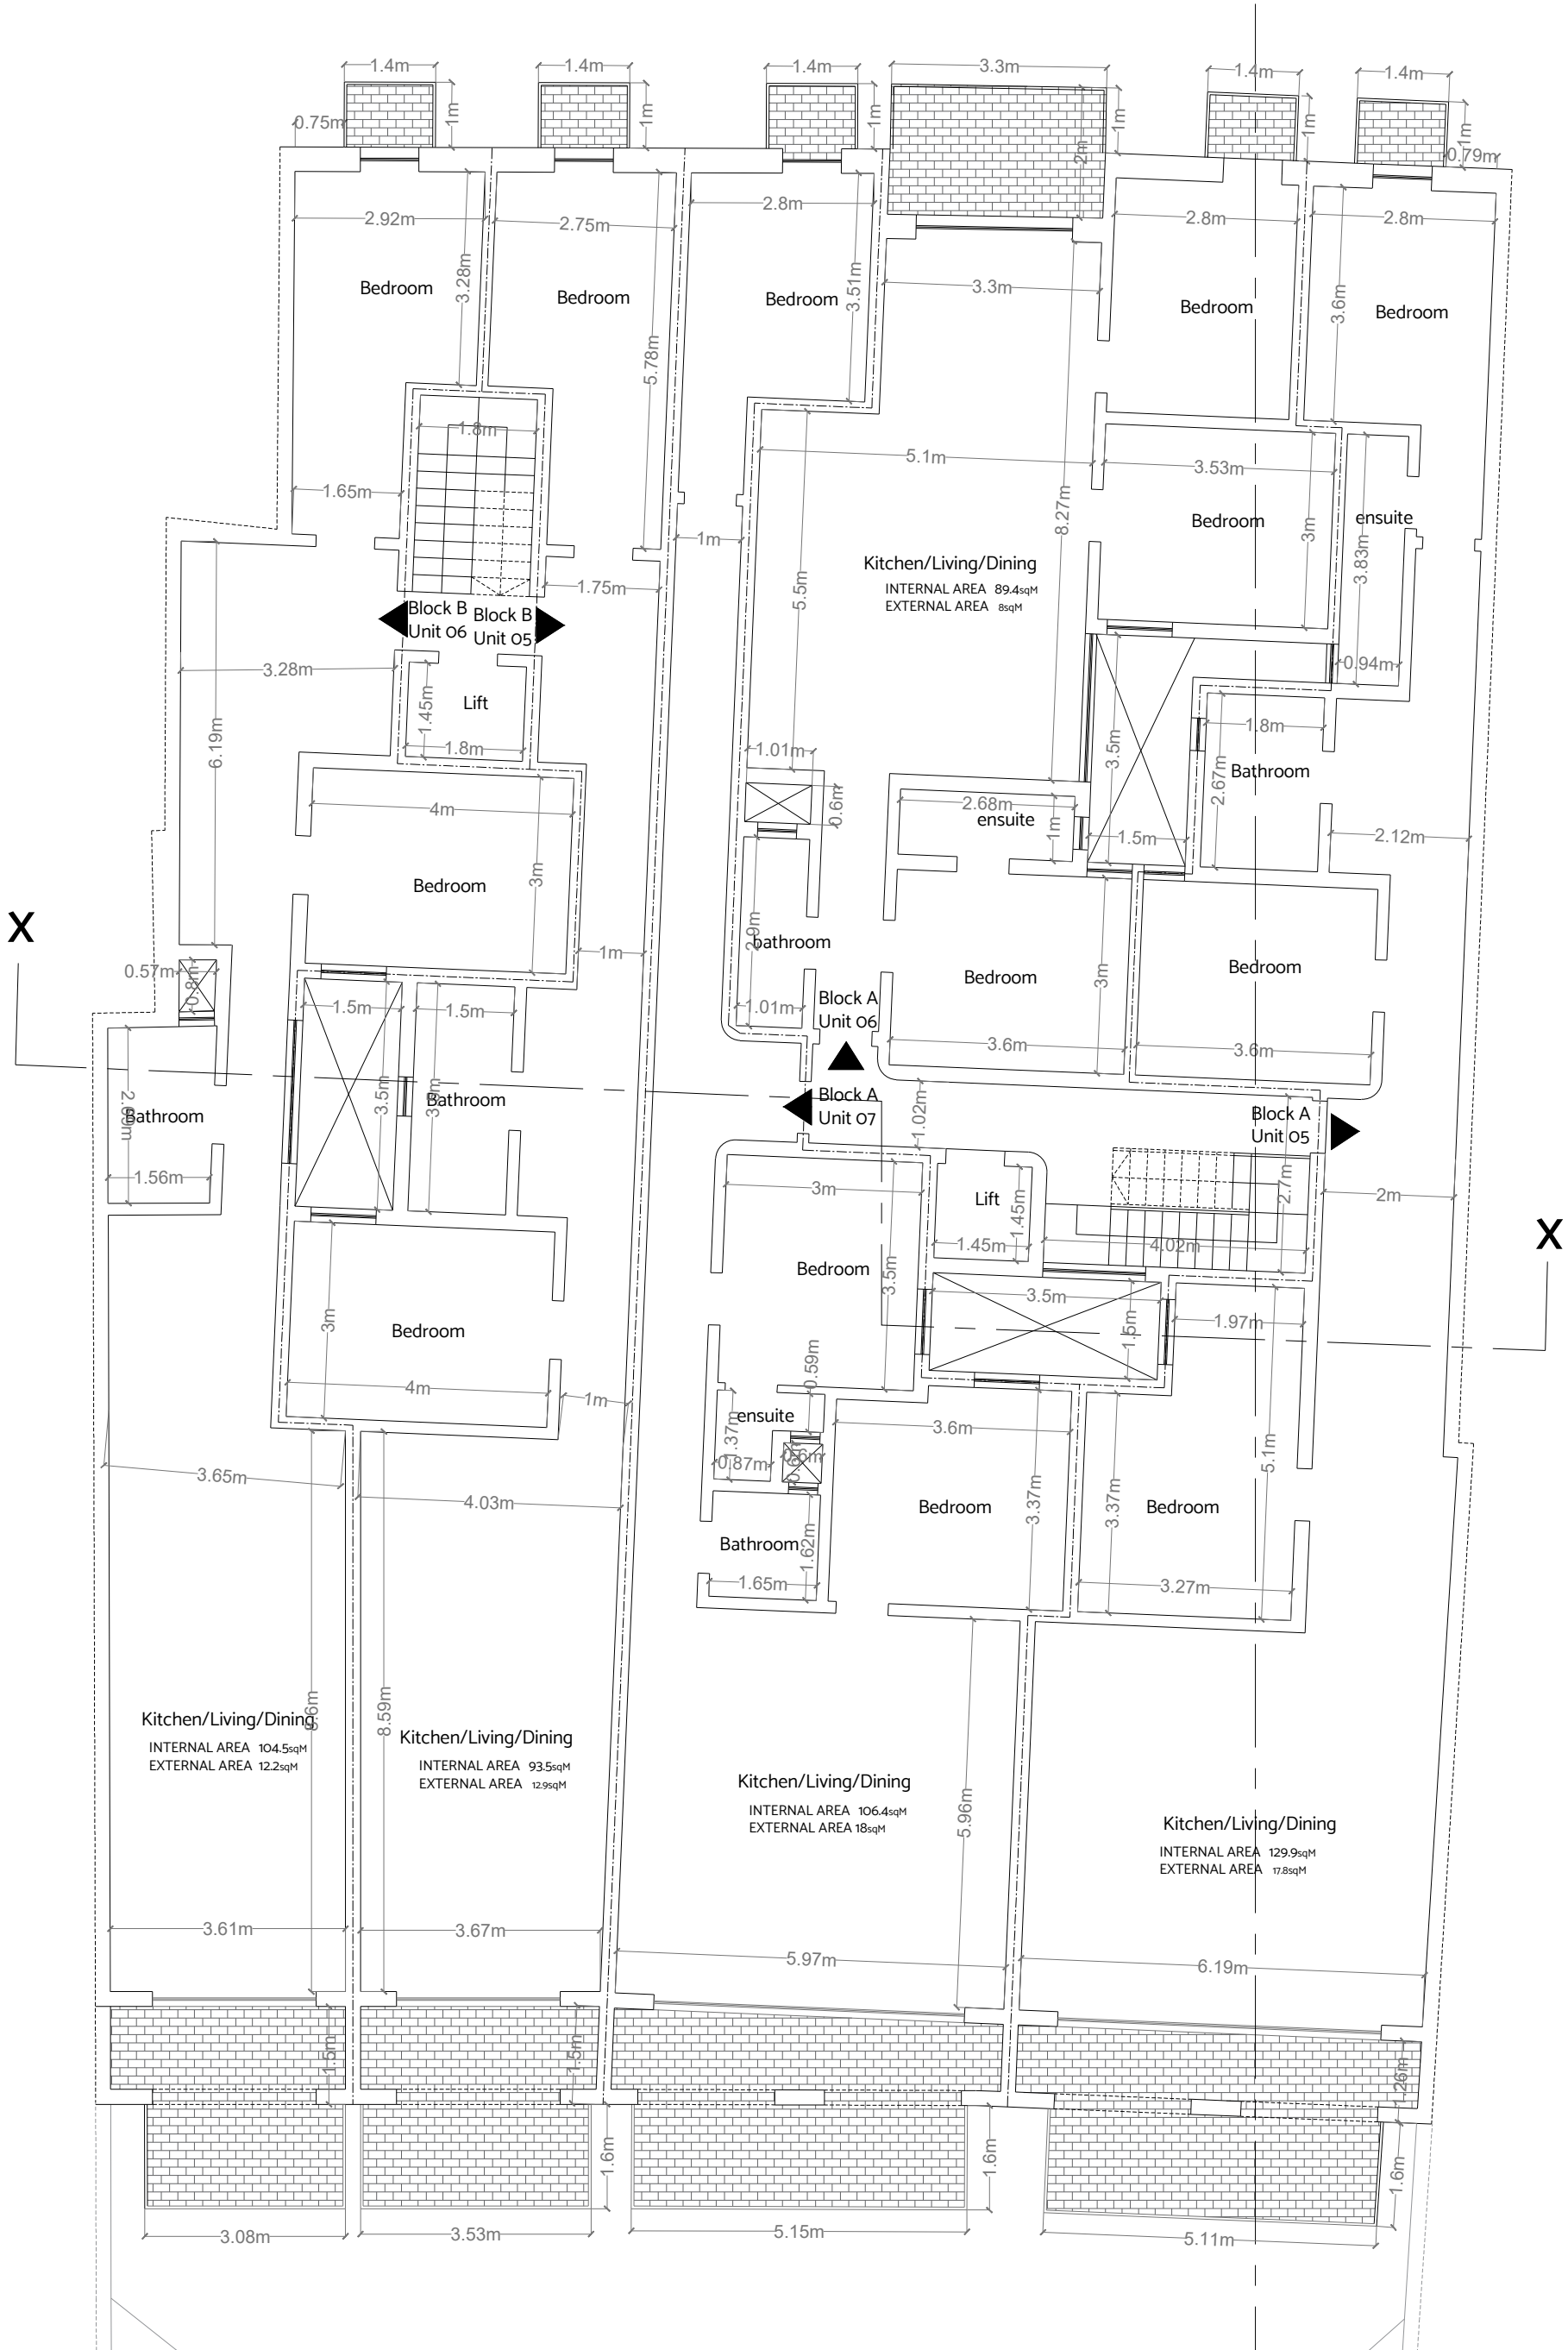 1.4m
1.4m
1.4m
3.3m
1.4m
1.4m
0.75m
1m
1m
1m
1m
1m
1m
2m
0.79m
2.92m
2.75m
2.8m
2.8m
2.8m
Bedroom
3.28m
Bedroom
Bedroom
3.51m
3.3m
Bedroom
3.6m
Bedroom
5.78m
1.8m
5.1m
3.53m
1.65m
8.27m
Bedroom
3m
ensuite
3.83m
1m
Kitchen/Living/Dining
INTERNAL AREA 89.4sqM
EXTERNAL AREA 8sqM
5.5m
1.75m
Block B
Unit 06
Block B
Unit 05
3.28m
0.94m
Lift
1.45m
1.8m
1.8m
6.19m
1.01m
3.5m
2.67m
Bathroom
4m
0.6m
2.68m
ensuite
1m
1.5m
2.12m
Bedroom
3m
X
bathroom
2.9m
1m
Bedroom
3m
Bedroom
0.57m
0.8m
1.5m
1.5m
1.01m
Block A
Unit 06
3.6m
3.6m
Bathroom
3.5m
Bathroom
Block A
Unit 07
1.02m
Block A
Unit 05
1.56m
3m
Lift
1.45m
2.7m
2m
X
1.45m
4.02m
Bedroom
3.5m
3.5m
1.5m
1.97m
3m
Bedroom
0.59m
4m
1m
ensuite
1.37m
3.6m
5.1m
0.87m
0.6m
3.65m
4.03m
Bedroom
3.37m
3.37m
Bedroom
Bathroom
1.62m
1.65m
3.27m
Kitchen/Living/Dining
INTERNAL AREA 104.5sqM
EXTERNAL AREA 12.2sqM
8.59m
Kitchen/Living/Dining
INTERNAL AREA 93.5sqM
EXTERNAL AREA 12.9sqM
Kitchen/Living/Dining
INTERNAL AREA 106.4sqM
EXTERNAL AREA 18sqM
5.96m
Kitchen/Living/Dining
INTERNAL AREA 129.9sqM
EXTERNAL AREA 17.8sqM
3.61m
3.67m
5.97m
6.19m
1.5m
1.5m
1.6m
1.6m
1.6m
3.08m
3.53m
5.15m
5.11m